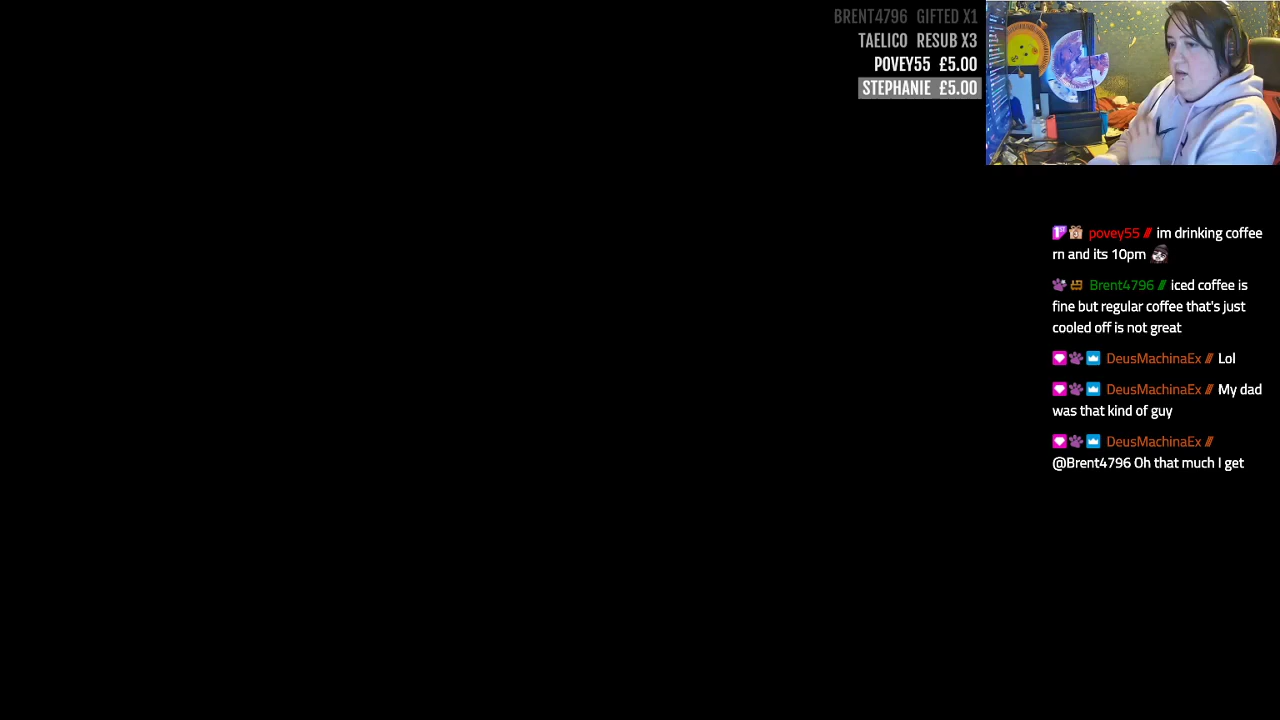 BRENT4796 GIFTED X1
TAELICO RESUB X3
POVEY55 £5.00
STEPHANIE £5.00
povey55 /// im drinking coffee
rn and its 10pm
Brent4796 /// iced coffee is
fine but regular coffee that's just
cooled off is not great
DeusMachinaEx /// Lol
DeusMachinaEx /// My dad
was that kind of guy
DeusMachinaEx ///
@Brent4796 Oh that much I get